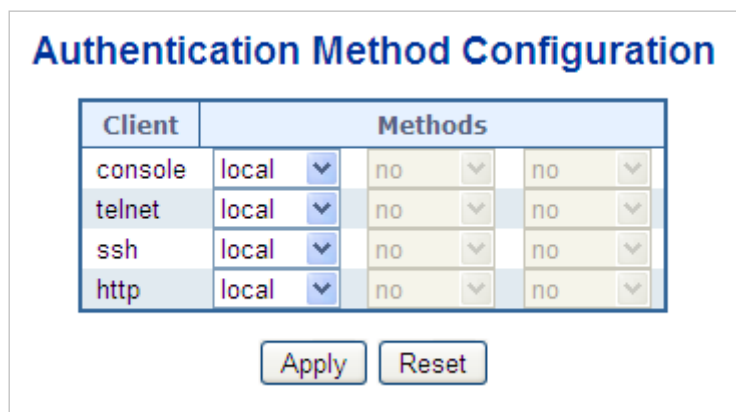 Authentication Method Configuration
Client Methods
console local no no
telnet local no no
ssh local no no
http local no no
Apply Reset